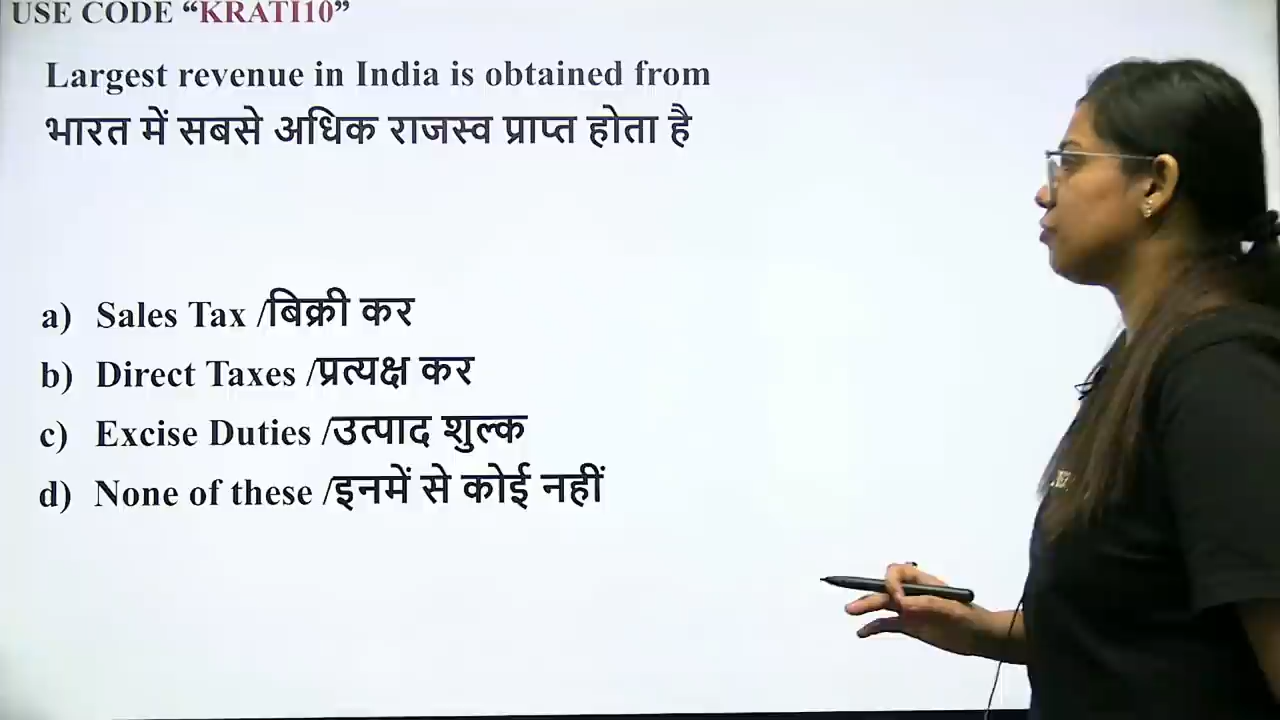 USE CODE “KRATI10”
Largest revenue in India is obtained from
भारत में सबसे अधिक राजस्व प्राप्त होता है
a) Sales Tax /बिक्री कर
b) Direct Taxes /प्रत्यक्ष कर
c) Excise Duties /उत्पाद शुल्क
d) None of these /इनमें से कोई नहीं